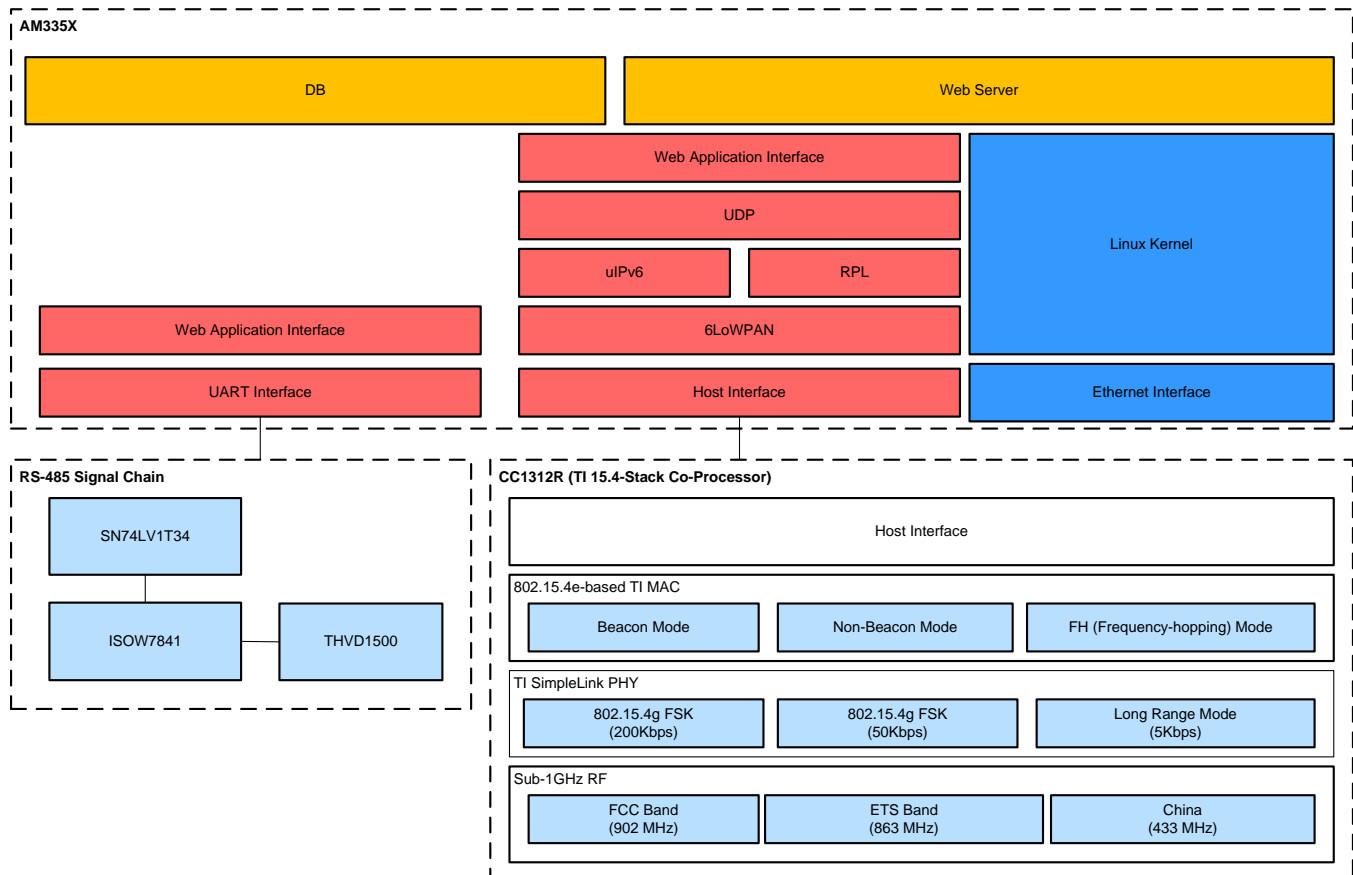 AM335X
DB
Web Server
Web Application Interface
UDP
uIPv6
RPL
Linux Kernel
Web Application Interface
6LoWPAN
UART Interface
Host Interface
Ethernet Interface
RS-485 Signal Chain
SN74LV1T34
ISOW7841
THVD1500
CC1312R (TI 15.4-Stack Co-Processor)
Host Interface
802.15.4e-based TI MAC
Beacon Mode
Non-Beacon Mode
FH (Frequency-hopping) Mode
TI SimpleLink PHY
802.15.4g FSK
(200Kbps)
802.15.4g FSK
(50Kbps)
Long Range Mode
(5Kbps)
Sub-1GHz RF
FCC Band
(902 MHz)
ETS Band
(863 MHz)
China
(433 MHz)